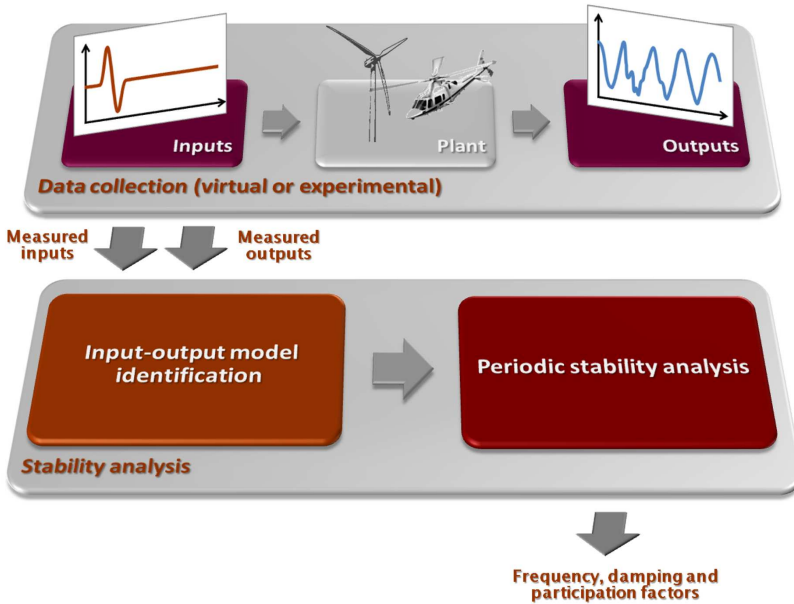 Inputs
Plant
Outputs
Data collection (virtual or experimental)
Measured
inputs
Measured
outputs
Input-output model
identification
Periodic stability analysis
Stability analysis
Frequency, damping and
participation factors